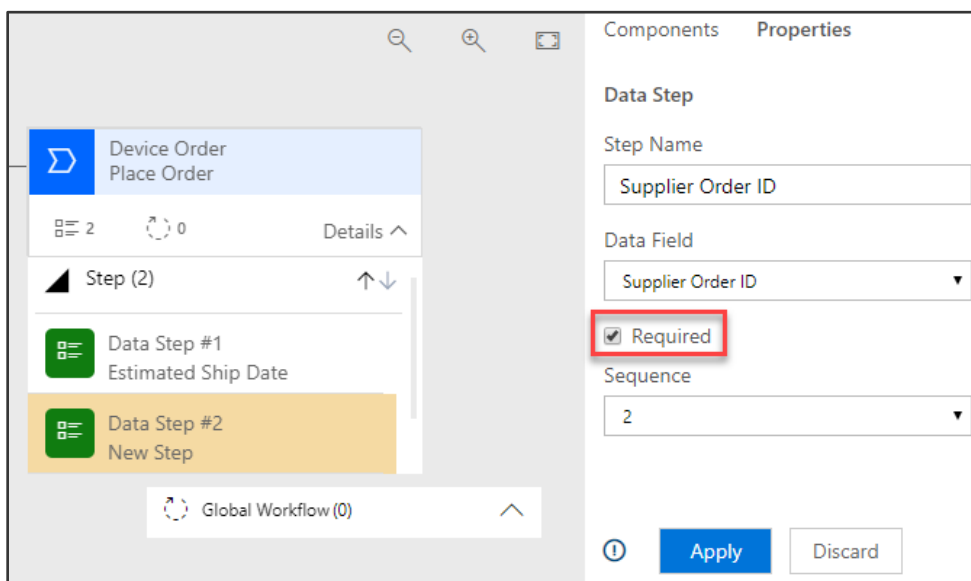 Components Properties
Data Step
Device Order
Place Order
Step Name
Supplier Order ID
2 0 Details
Data Field
Step (2)
Supplier Order ID
Required
Data Step #1
Estimated Ship Date
Sequence
2
Data Step #2
New Step
Global Workflow (0)
Apply Discard